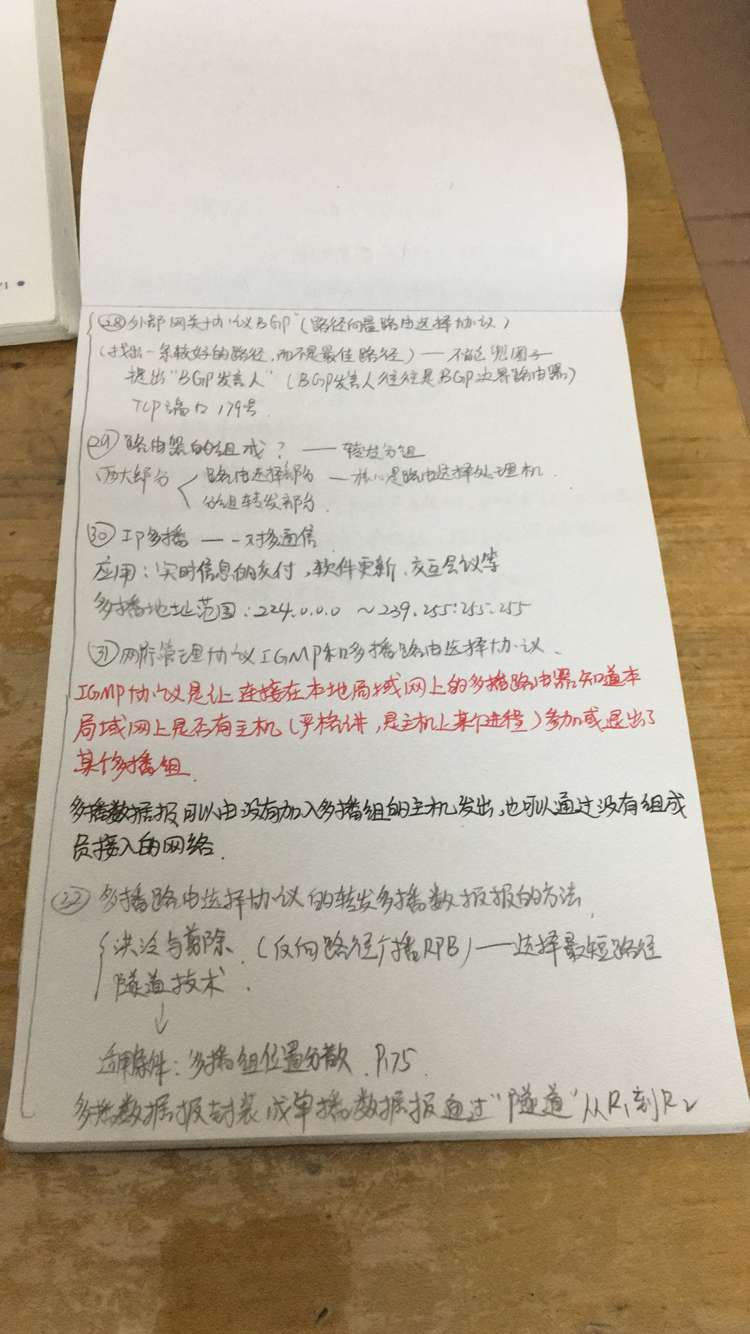 ㉘外部网关协议BGP"(路径向量路由选择协议)
(找出一条较好的路径,而不是最佳路径) — 不能兜圈子
提出"BGP发言人" (BGP发言人往往是BGP边界路由器)
TCP端口 179号.
㉙路由器的组成? — 转发分组
两大部分 路由选择部分 — 核心是路由选择处理机.
分组转发部分.
㉚IP多播 — 一对多通信
应用:实时信息的交付,软件更新.交互会议等
多播地址范围:224.0.0.0 ~239.255.255.255
㉛网际管理协议IGMP和多播路由选择协议.
IGMP协议是让连接在本地局域网上的多播路由器知道本
局域网上是否有主机(严格讲,是主机上某个进程)参加或退出了
某个多播组.
多播数据报可以由没有加入多播组的主机发出,也可以通过没有组成
员接入的网络.
㉜多播路由选择协议的转发多播数据报的方法.
洪泛与剪除.(反向路径广播RPB)—选择最短路径
隧道技术.
↓
适用条件:多播组位置分散.P175.
多播数据报封装成单播数据报通过"隧道"从R1到R2